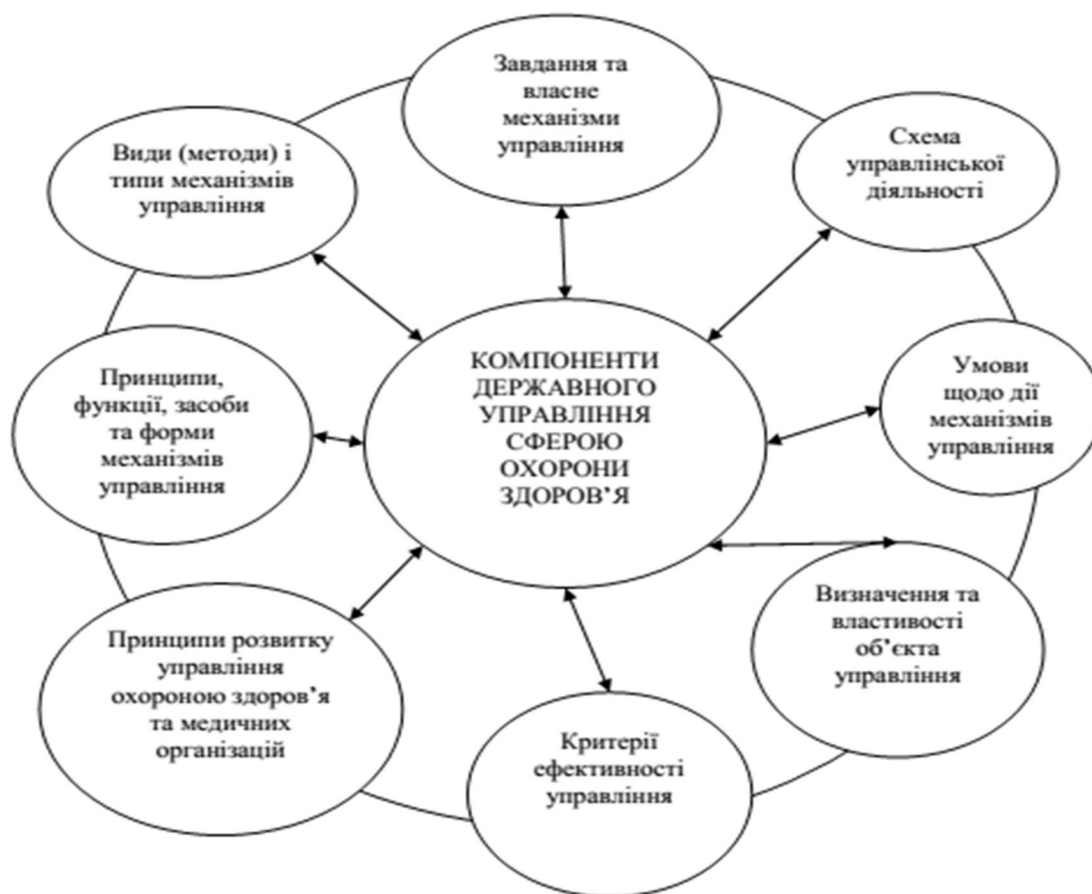 Завдання та
власне
механізми
управління
Види (методи) і
типи механізмів
управління
Схема
управлінської
діяльності
Принципи,
функції, засоби
та форми
механізмів
управління
КОМПОНЕНТИ
ДЕРЖАВНОГО
УПРАВЛІННЯ
СФЕРОЮ
ОХОРОНИ
ЗДОРОВ’Я
Умови
щодо дії
механізмів
управління
Визначення та
властивості
об’єкта
управління
Принципи розвитку
управління
охороною здоров’я
та медичних
організацій
Критерії
ефективності
управління